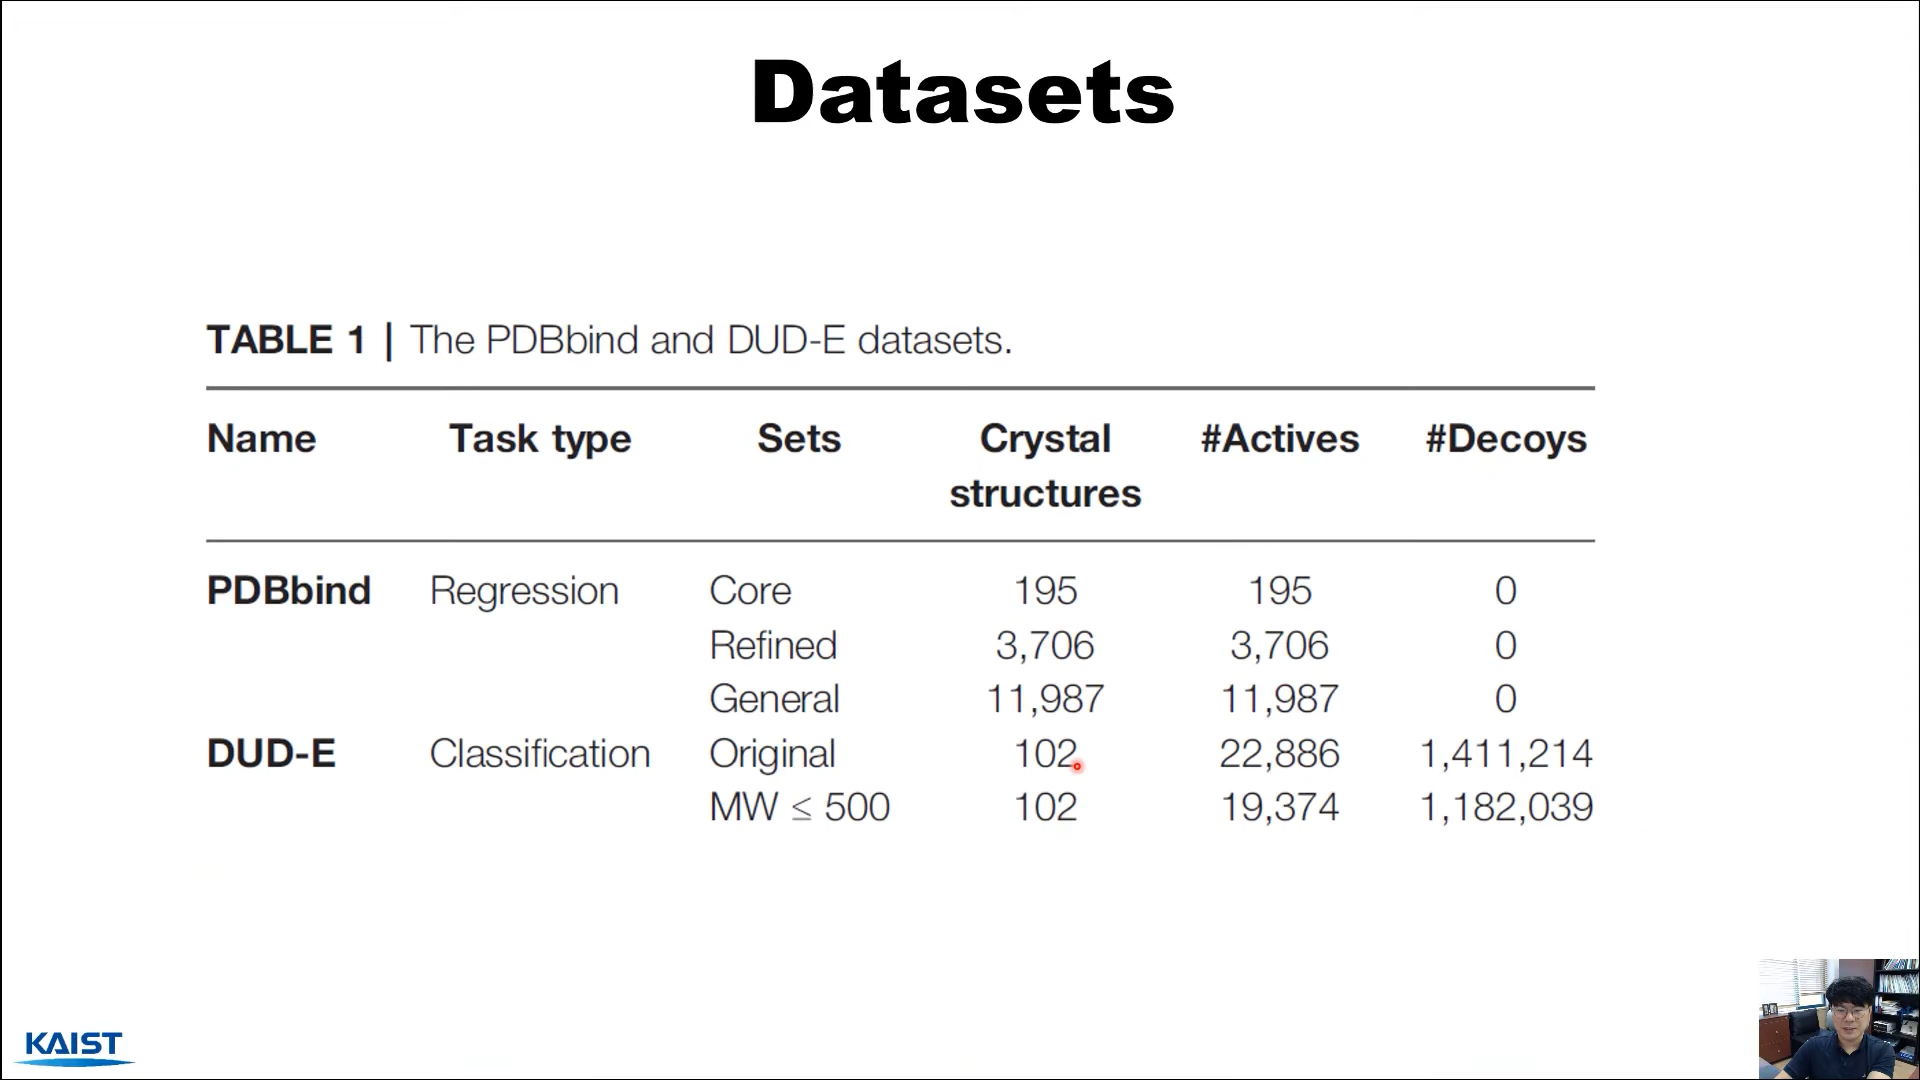 Datasets
TABLE 1 | The PDBbind and DUD-E datasets.
Name Task type Sets Crystal structures #Actives #Decoys
PDBbind Regression Core 195 195 0
Refined 3,706 3,706 0
General 11,987 11,987 0
DUD-E Classification Original 102 22,886 1,411,214
MW ≤ 500 102 19,374 1,182,039
KAIST